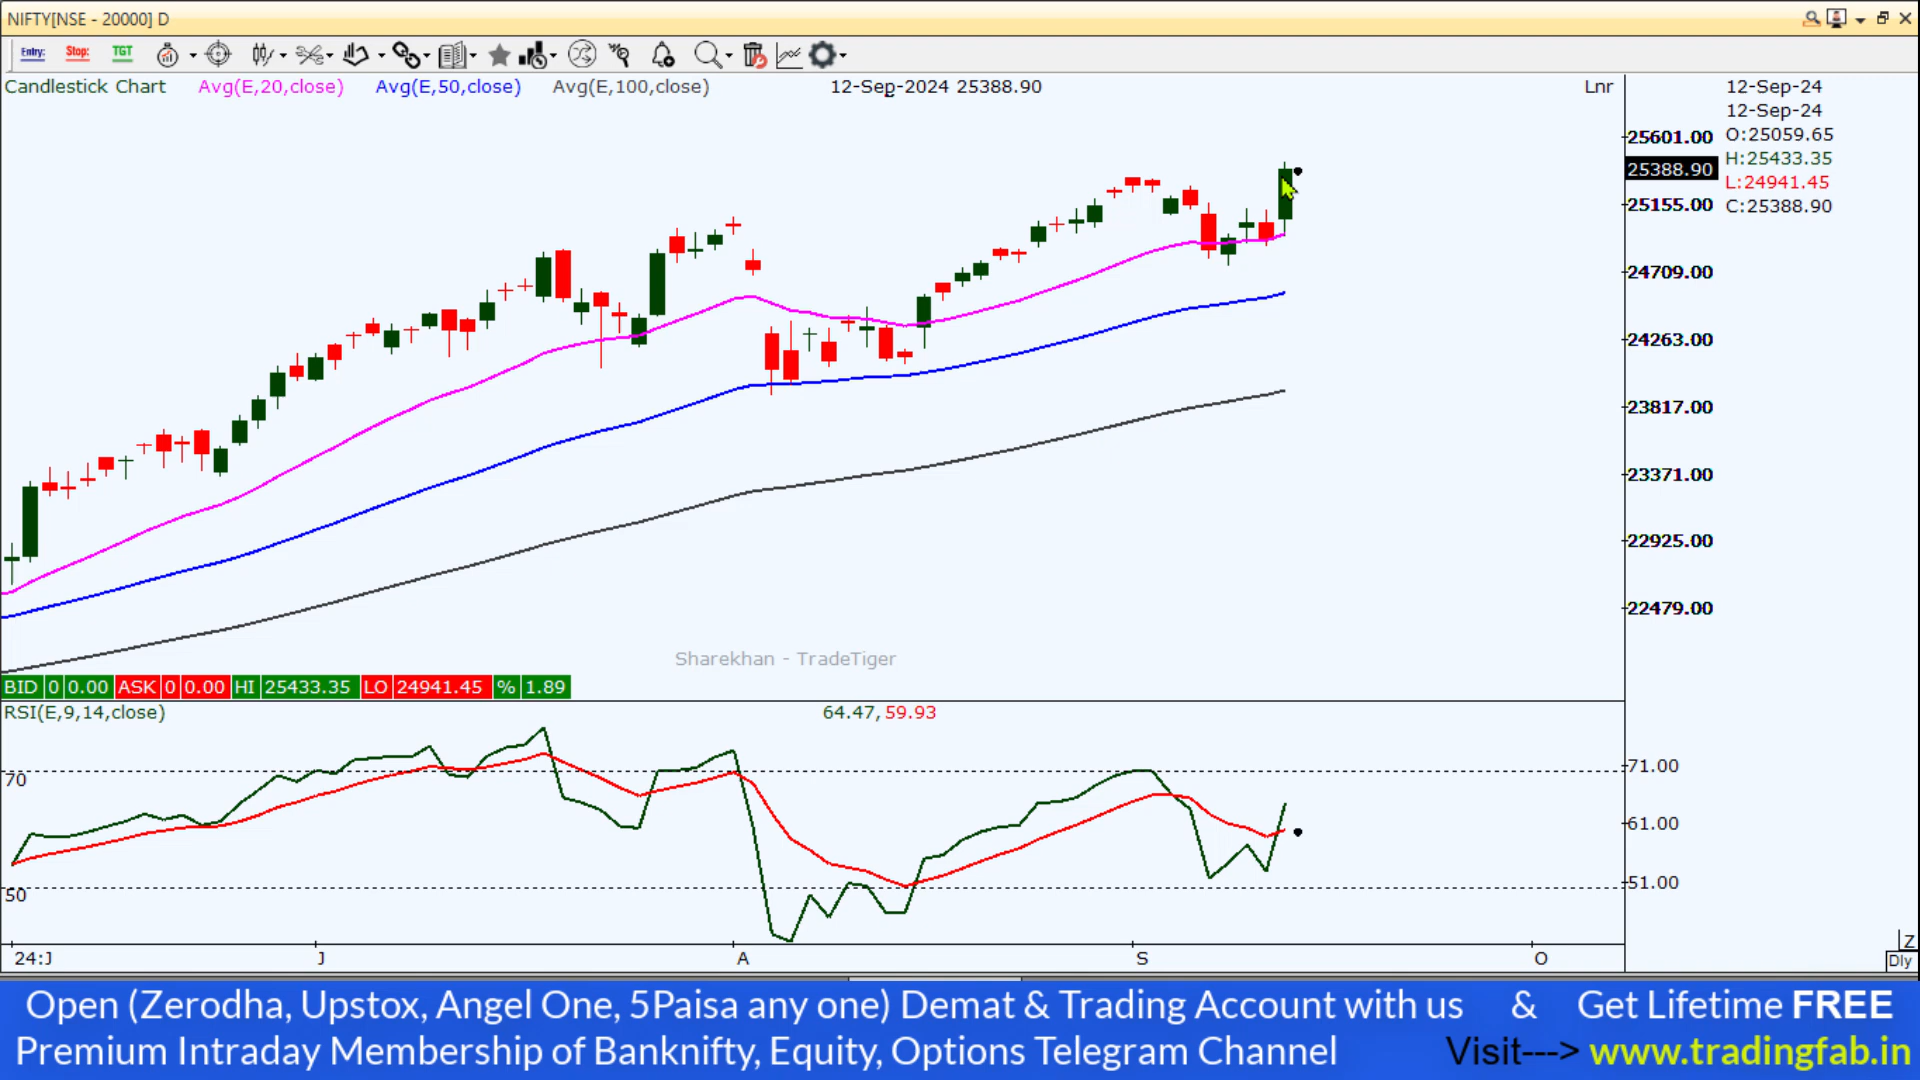 NIFTY[NSE - 20000] D
Entry: Stop: TGT
Candlestick Chart Avg(E,20,close) Avg(E,50,close) Avg(E,100,close) 12-Sep-2024 25388.90 Lnr
12-Sep-24
12-Sep-24
O:25059.65
H:25433.35
L:24941.45
C:25388.90
25601.00
25388.90
25155.00
24709.00
24263.00
23817.00
23371.00
22925.00
22479.00
Sharekhan - TradeTiger
BID 0 0.00 ASK 0 0.00 HI 25433.35 LO 24941.45 % 1.89
RSI(E,9,14,close) 64.47, 59.93
70 71.00
61.00
50 51.00
24:J J A S O
Z
Dly
Open (Zerodha, Upstox, Angel One, 5Paisa any one) Demat & Trading Account with us & Get Lifetime FREE
Premium Intraday Membership of Banknifty, Equity, Options Telegram Channel Visit---> www.tradingfab.in